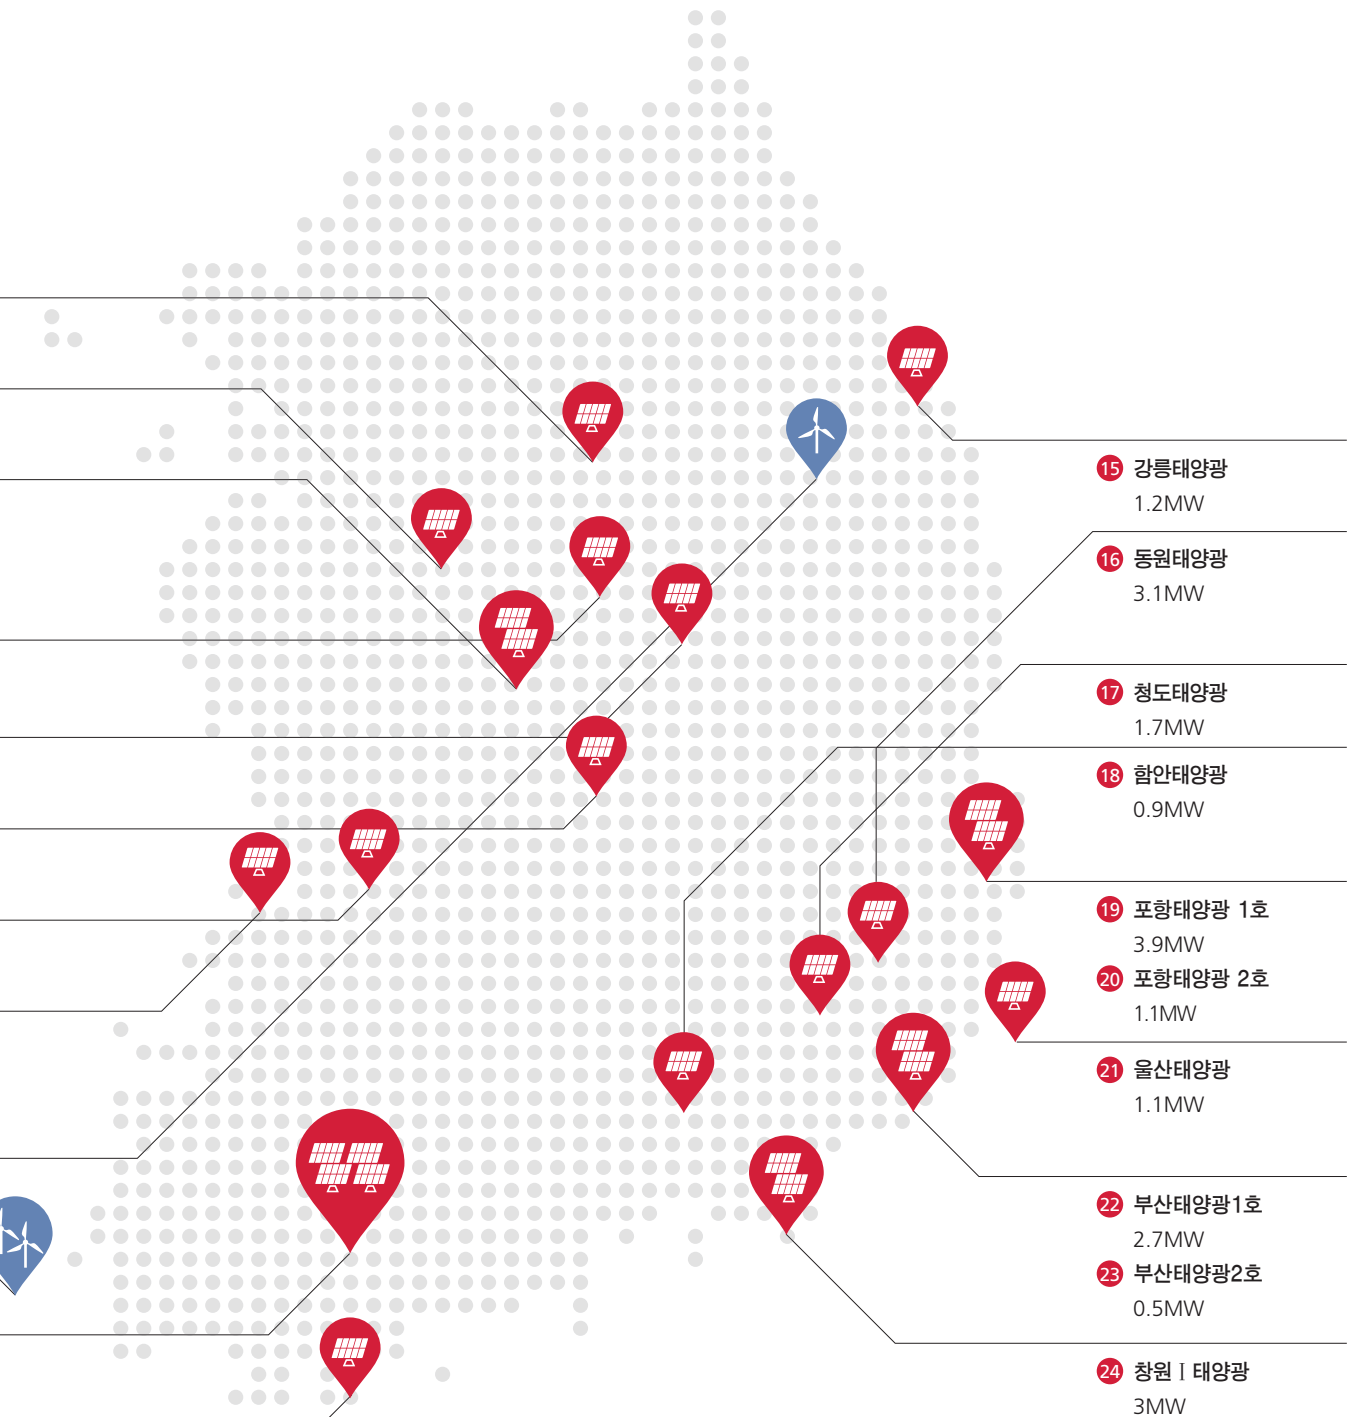 15 강릉태양광
1.2MW
16 동원태양광
3.1MW
17 청도태양광
1.7MW
18 함안태양광
0.9MW
19 포항태양광 1호
3.9MW
20 포항태양광 2호
1.1MW
21 울산태양광
1.1MW
22 부산태양광1호
2.7MW
23 부산태양광2호
0.5MW
24 창원Ⅰ태양광
3MW